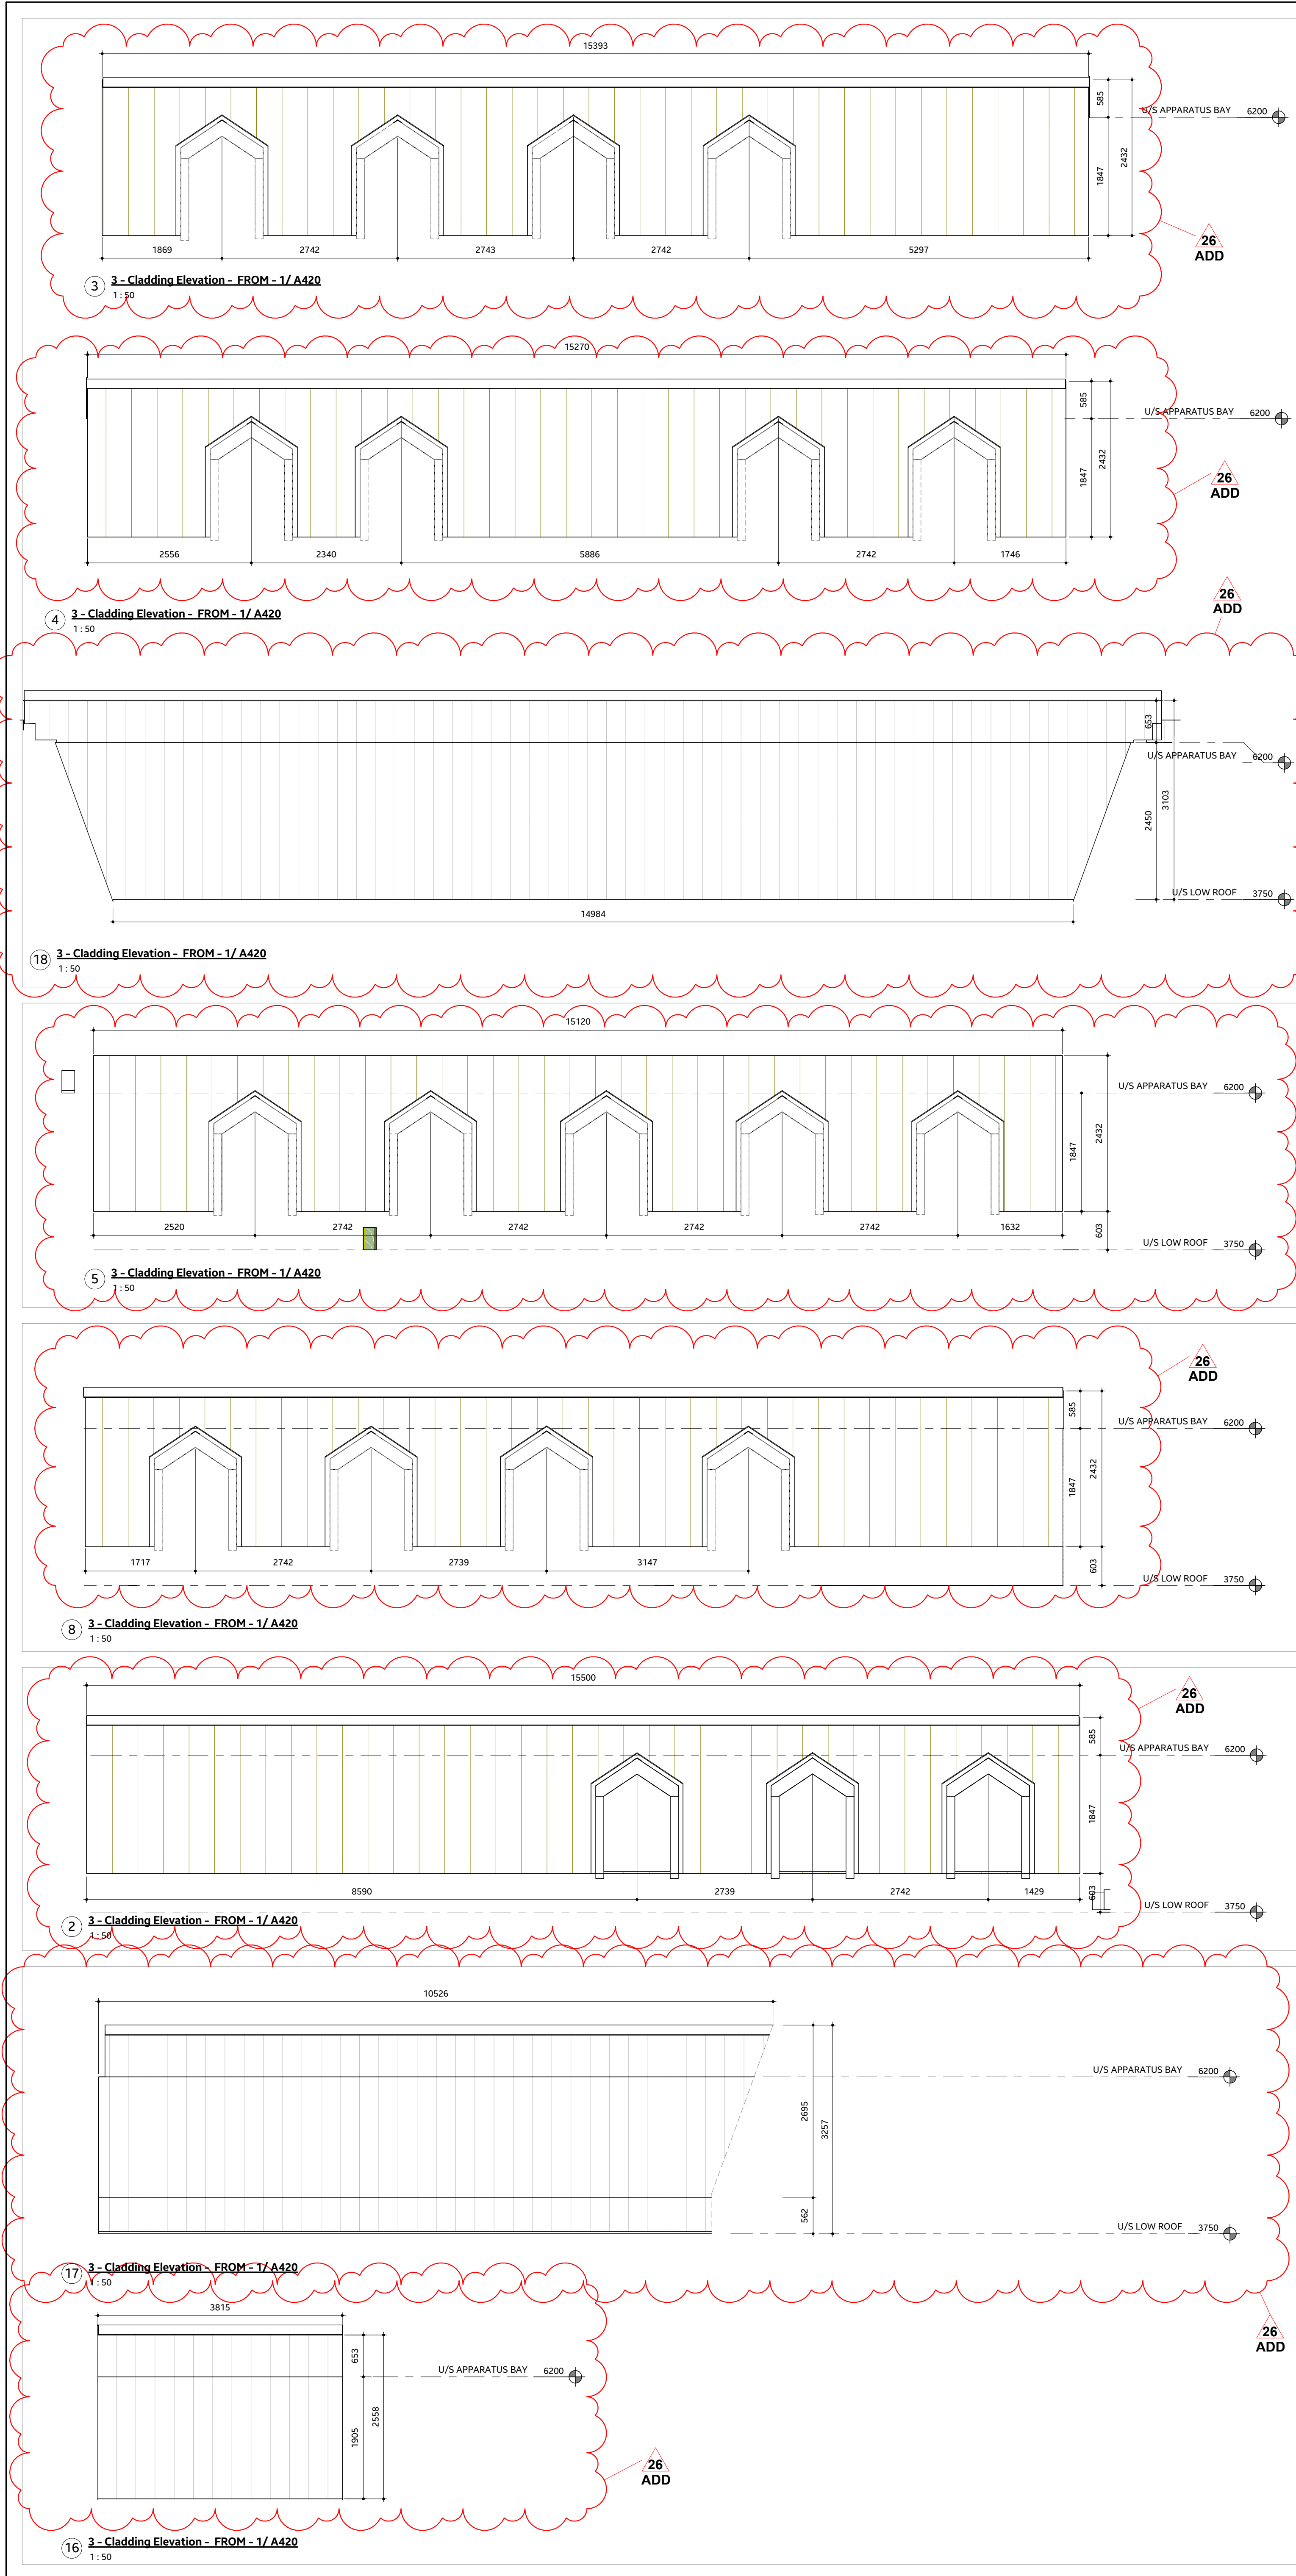 15393
585
U/S APPARATUS BAY 6200
1847
2432
1869 2742 2743 2742 5297
26
ADD
3 3 - Cladding Elevation - FROM - 1/ A420
1 : 50
15270
585
U/S APPARATUS BAY 6200
1847
2432
26
ADD
2556 2340 5886 2742 1746
26
ADD
4 3 - Cladding Elevation - FROM - 1/ A420
1 : 50
653
U/S APPARATUS BAY 6200
3103
2450
U/S LOW ROOF 3750
14984
18 3 - Cladding Elevation - FROM - 1/ A420
1 : 50
15120
U/S APPARATUS BAY 6200
2432
1847
2520 2742 2742 2742 2742 1632
603
U/S LOW ROOF 3750
5 3 - Cladding Elevation - FROM - 1/ A420
1 : 50
26
ADD
585
U/S APPARATUS BAY 6200
2432
1847
1717 2742 2739 3147
603
U/S LOW ROOF 3750
8 3 - Cladding Elevation - FROM - 1/ A420
1 : 50
15500
26
ADD
585
U/S APPARATUS BAY 6200
1847
8590 2739 2742 1429
603
U/S LOW ROOF 3750
2 3 - Cladding Elevation - FROM - 1/ A420
1 : 50
10526
U/S APPARATUS BAY 6200
2695
3257
562
U/S LOW ROOF 3750
17 3 - Cladding Elevation - FROM - 1/ A420
1 : 50
26
ADD
3815
653
U/S APPARATUS BAY 6200
2558
1905
26
ADD
16 3 - Cladding Elevation - FROM - 1/ A420
1 : 50